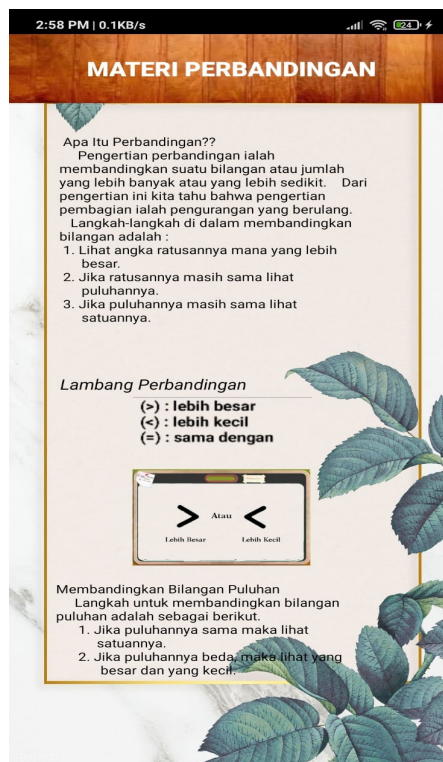 2:58 PM | 0.1KB/s
24
MATERI PERBANDINGAN
Apa Itu Perbandingan??
Pengertian perbandingan ialah
membandingkan suatu bilangan atau jumlah
yang lebih banyak atau yang lebih sedikit. Dari
pengertian ini kita tahu bahwa pengertian
pembagian ialah pengurangan yang berulang.
Langkah-langkah di dalam membandingkan
bilangan adalah :
1. Lihat angka ratusannya mana yang lebih
besar.
2. Jika ratusannya masih sama lihat
puluhannya.
3. Jika puluhannya masih sama lihat
satuannya.
Lambang Perbandingan
(>) : lebih besar
(<) : lebih kecil
(=) : sama dengan
> Atau <
Lebih Besar Lebih Kecil
Membandingkan Bilangan Puluhan
Langkah untuk membandingkan bilangan
puluhan adalah sebagai berikut.
1. Jika puluhannya sama maka lihat
satuannya.
2. Jika puluhannya beda, maka lihat yang
besar dan yang kecil.